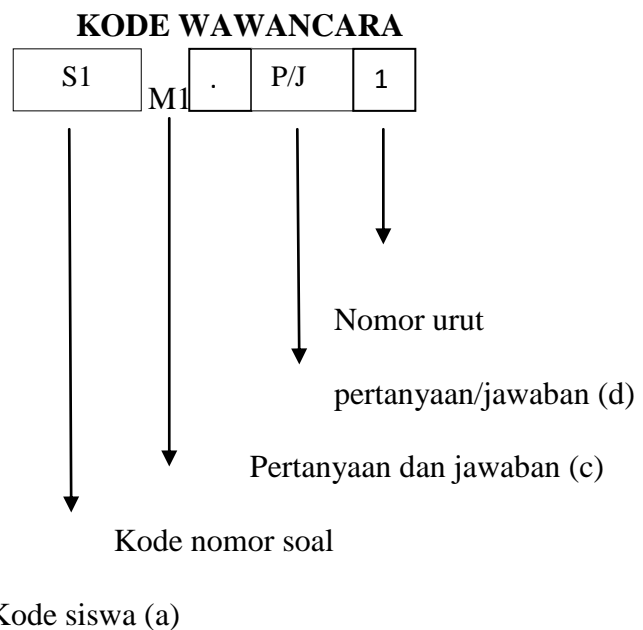 KODE WAWANCARA
S1 M1 . P/J 1
Nomor urut
pertanyaan/jawaban (d)
Pertanyaan dan jawaban (c)
Kode nomor soal
Kode siswa (a)